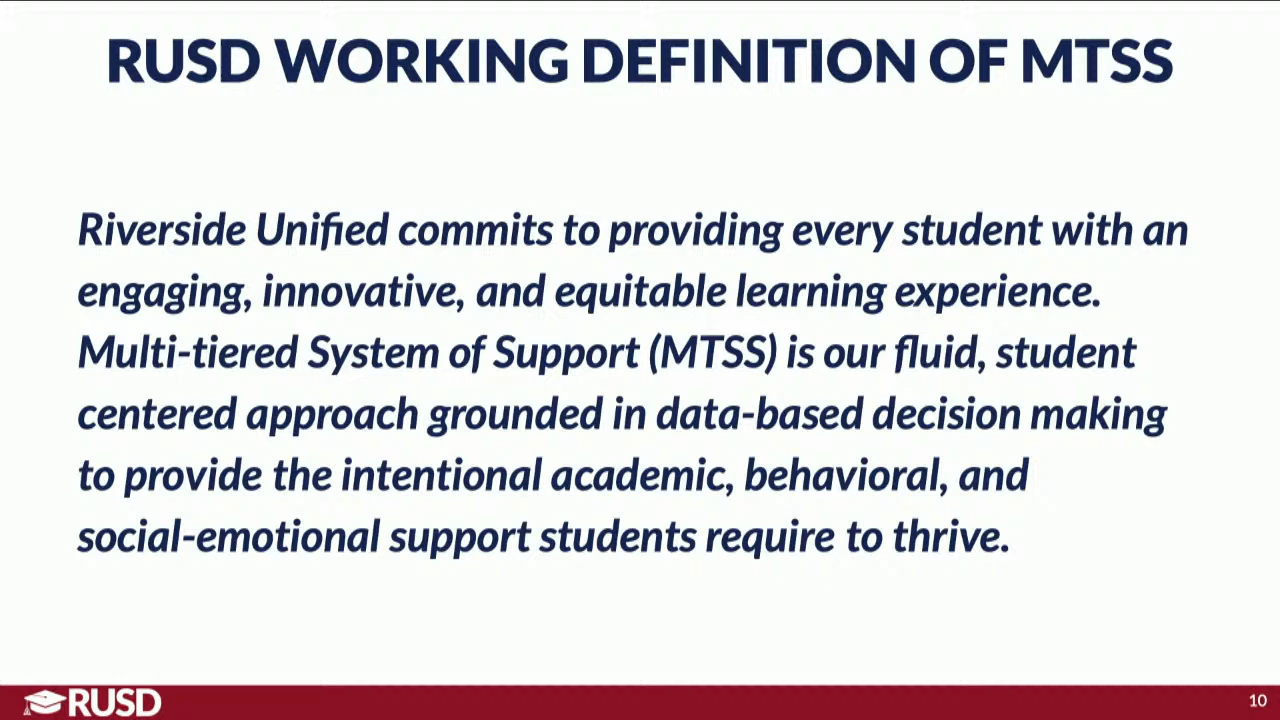 RUSD WORKING DEFINITION OF MTSS
Riverside Unified commits to providing every student with an
engaging, innovative, and equitable learning experience.
Multi-tiered System of Support (MTSS) is our fluid, student
centered approach grounded in data-based decision making
to provide the intentional academic, behavioral, and
social-emotional support students require to thrive.
RUSD
10